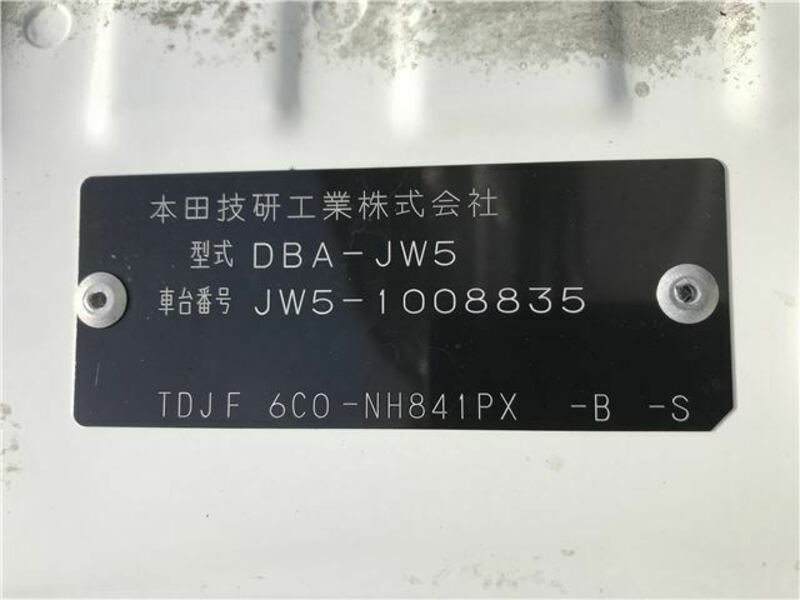 本田技研工業株式会社
型式 DBA-JW5
車台番号 JW5-1008835
TDJF 6C0-NH841PX -B -S